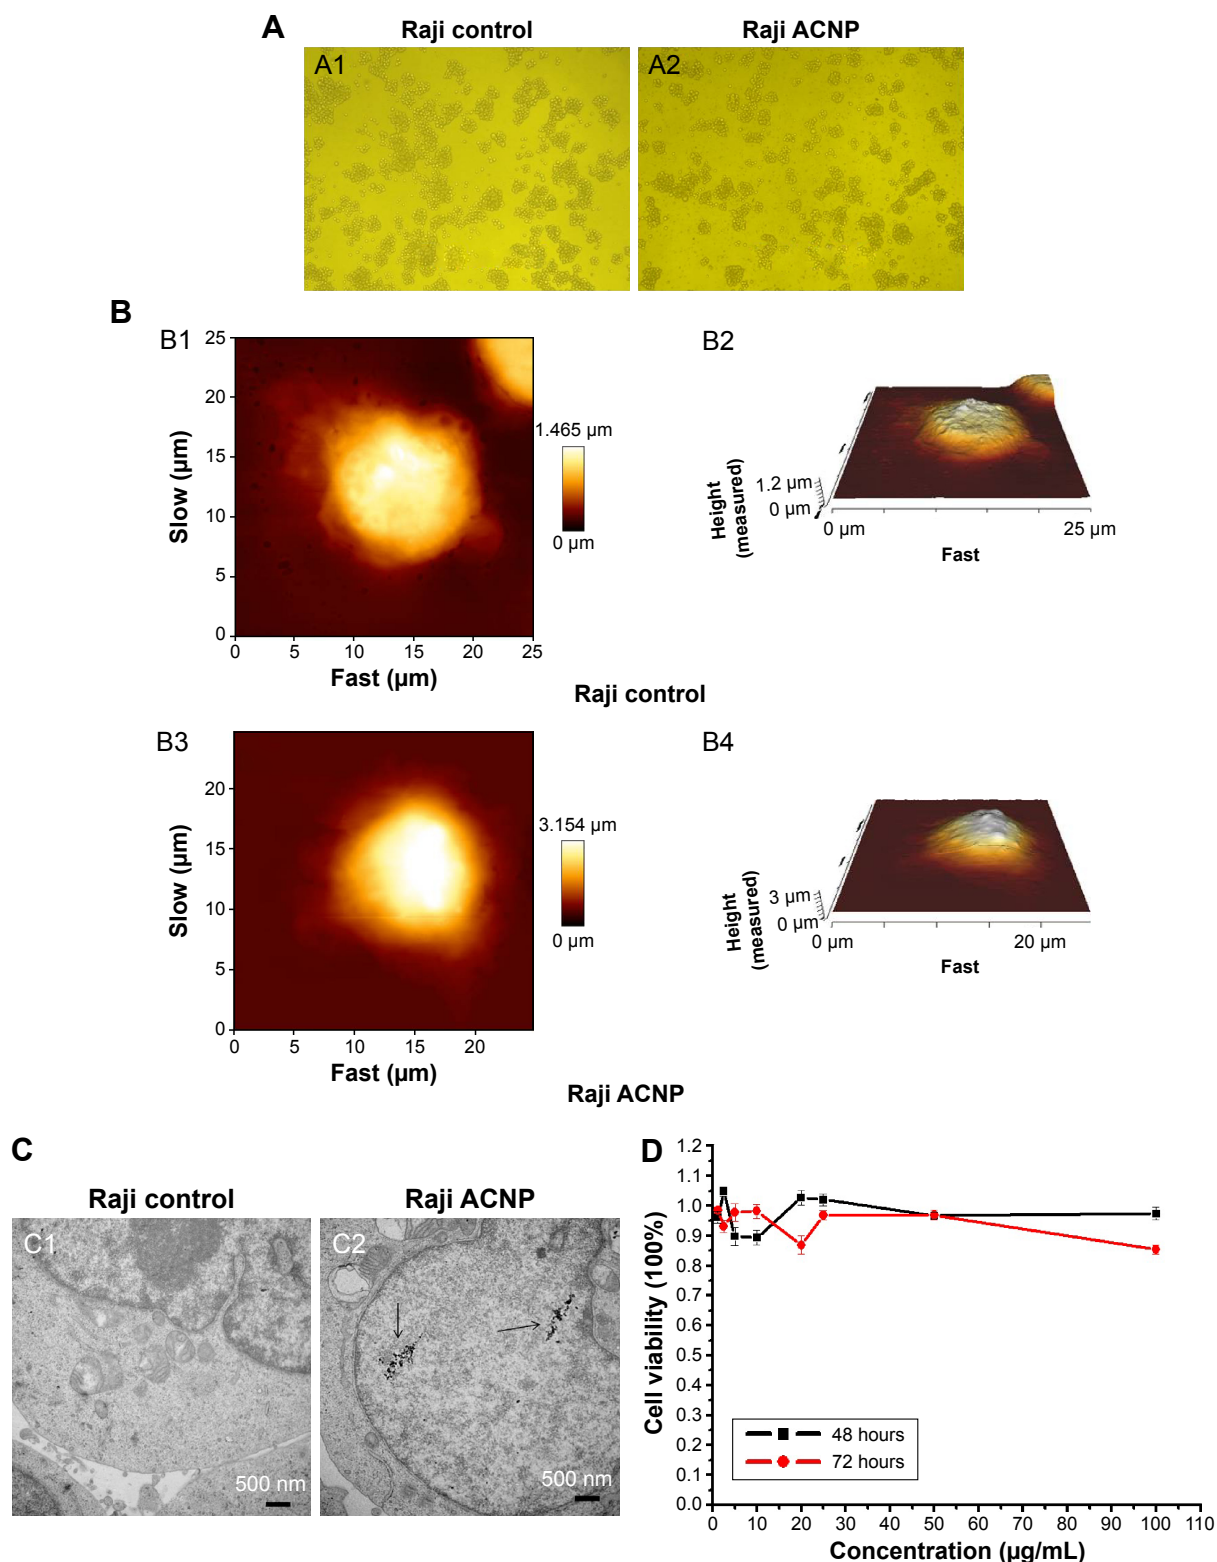 A
Raji control
Raji ACNP
A1
A2
B
B1
25
20
15
10
5
0
Slow (µm)
0 5 10 15 20 25
Fast (µm)
1.465 µm
0 µm
B2
Height
(measured)
1.2 µm
0 µm
0 µm
25 µm
Fast
Raji control
B3
20
15
10
5
0
Slow (µm)
0 5 10 15 20
Fast (µm)
3.154 µm
0 µm
B4
Height
(measured)
3 µm
0 µm
0 µm
20 µm
Fast
Raji ACNP
C
Raji control
Raji ACNP
C1
500 nm
C2
500 nm
D
Cell viability (100%)
1.2
1.1
1.0
0.9
0.8
0.7
0.6
0.5
0.4
0.3
0.2
0.1
0.0
48 hours
72 hours
0 10 20 30 40 50 60 70 80 90 100 110
Concentration (µg/mL)